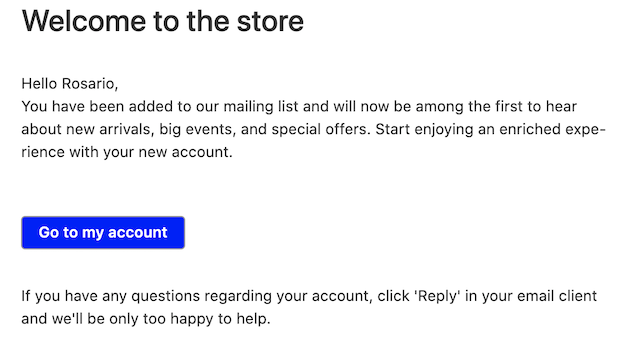 Welcome to the store
Hello Rosario,
You have been added to our mailing list and will now be among the first to hear
about new arrivals, big events, and special offers. Start enjoying an enriched expe-
rience with your new account.
Go to my account
If you have any questions regarding your account, click 'Reply' in your email client
and we'll be only too happy to help.